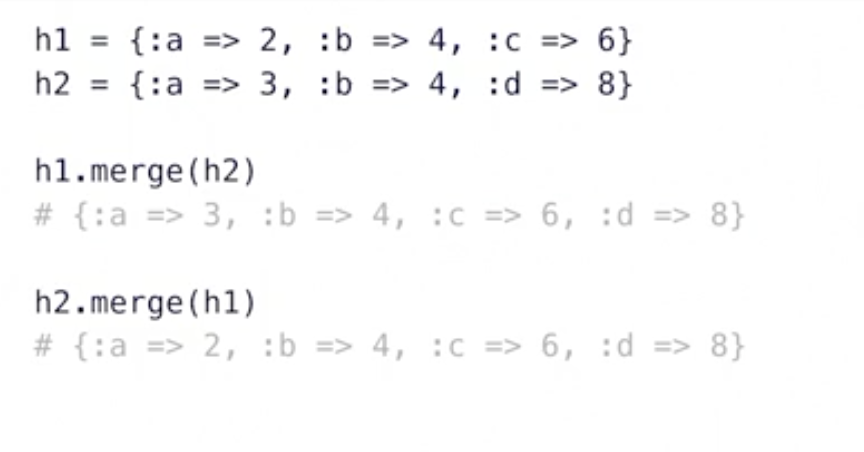 h1 = {:a => 2, :b => 4, :c => 6}
h2 = {:a => 3, :b => 4, :d => 8}
h1.merge(h2)
# {:a => 3, :b => 4, :c => 6, :d => 8}
h2.merge(h1)
# {:a => 2, :b => 4, :c => 6, :d => 8}